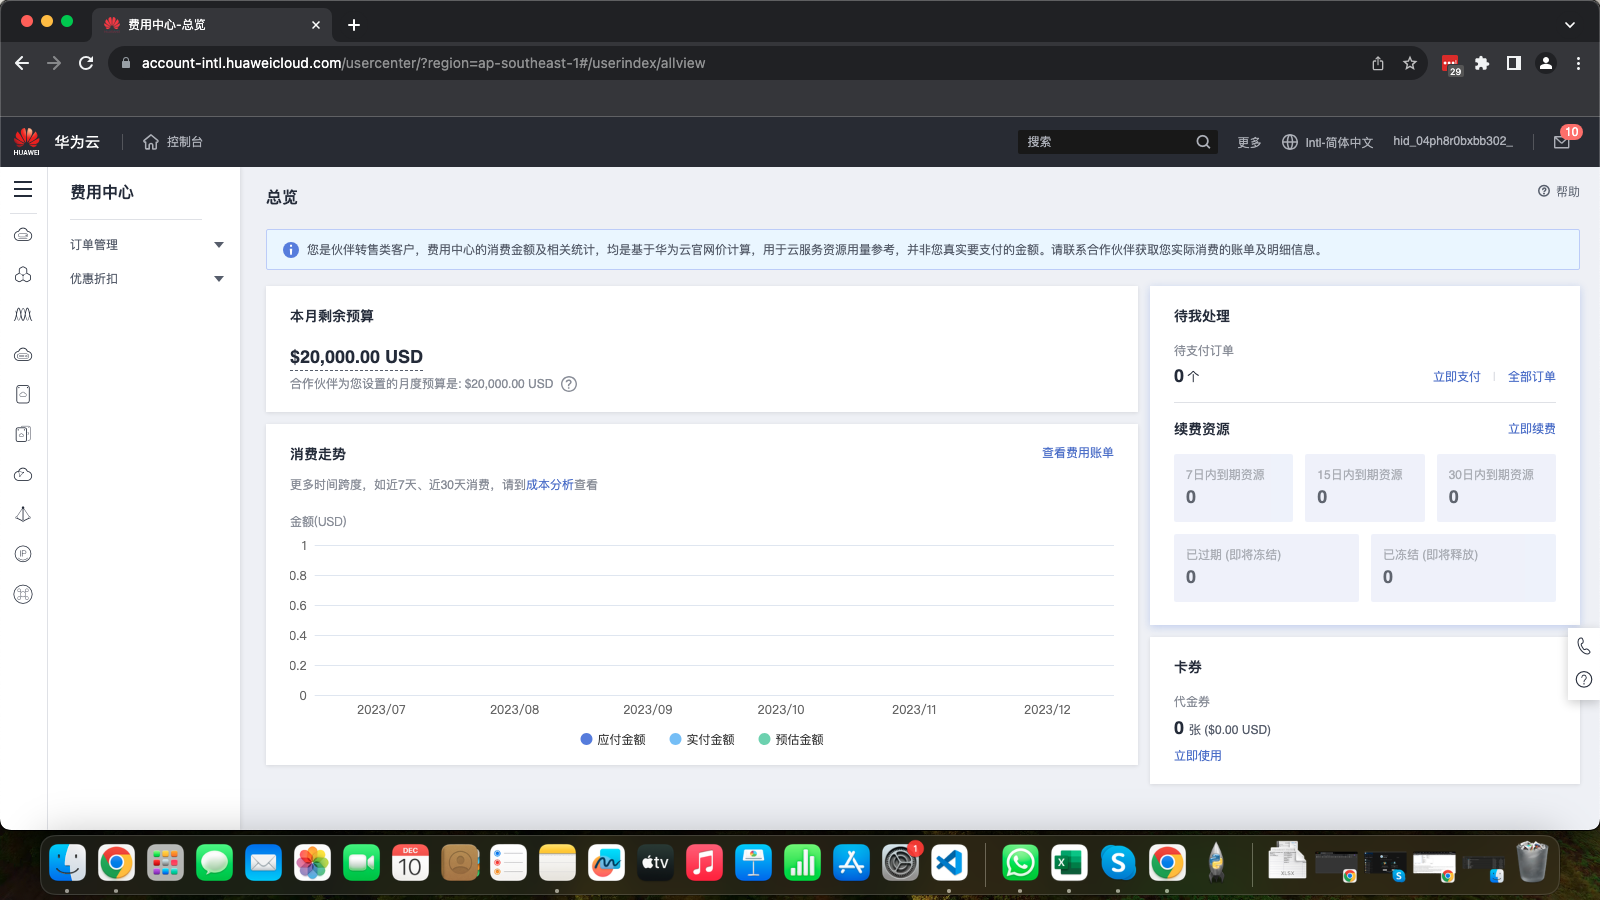 费用中心-总览
account-intl.huaweicloud.com/usercenter/?region=ap-southeast-1#/userindex/allview
29
HUAWEI
华为云
控制台
搜索
更多
Intl-简体中文
hid_04ph8r0bxbb302_
10
费用中心
订单管理
优惠折扣
总览
帮助
您是伙伴转售类客户，费用中心的消费金额及相关统计，均是基于华为云官网价计算，用于云服务资源用量参考，并非您真实要支付的金额。请联系合作伙伴获取您实际消费的账单及明细信息。
本月剩余预算
$20,000.00 USD
合作伙伴为您设置的月度预算是: $20,000.00 USD
消费走势
查看费用账单
更多时间跨度，如近7天、近30天消费，请到成本分析查看
金额(USD)
1
0.8
0.6
0.4
0.2
0
2023/07 2023/08 2023/09 2023/10 2023/11 2023/12
应付金额 实付金额 预估金额
待我处理
待支付订单
0 个
立即支付 全部订单
续费资源
立即续费
7日内到期资源
0
15日内到期资源
0
30日内到期资源
0
已过期 (即将冻结)
0
已冻结 (即将释放)
0
卡券
代金券
0 张 ($0.00 USD)
立即使用
IP
DEC
10
tv
1
XLSX